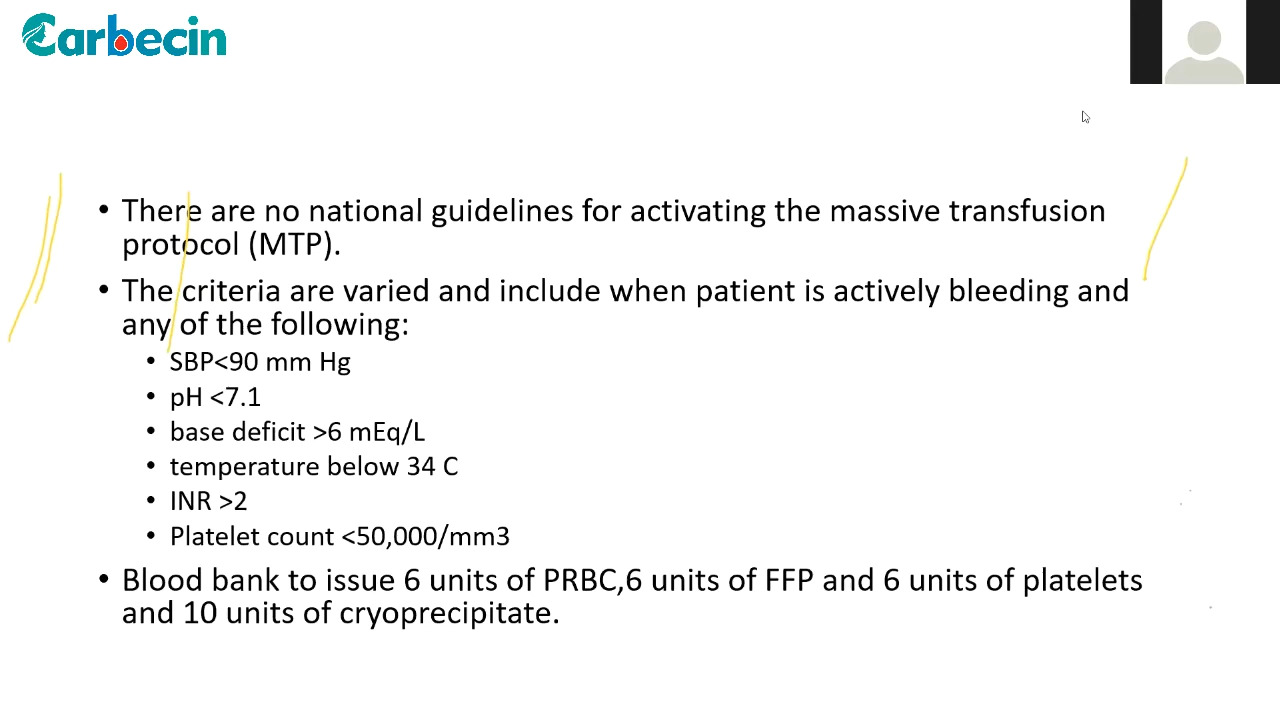 Carbecin
• There are no national guidelines for activating the massive transfusion
protocol (MTP).
• The criteria are varied and include when patient is actively bleeding and
any of the following:
• SBP<90 mm Hg
• pH <7.1
• base deficit >6 mEq/L
• temperature below 34 C
• INR >2
• Platelet count <50,000/mm3
• Blood bank to issue 6 units of PRBC,6 units of FFP and 6 units of platelets
and 10 units of cryoprecipitate.